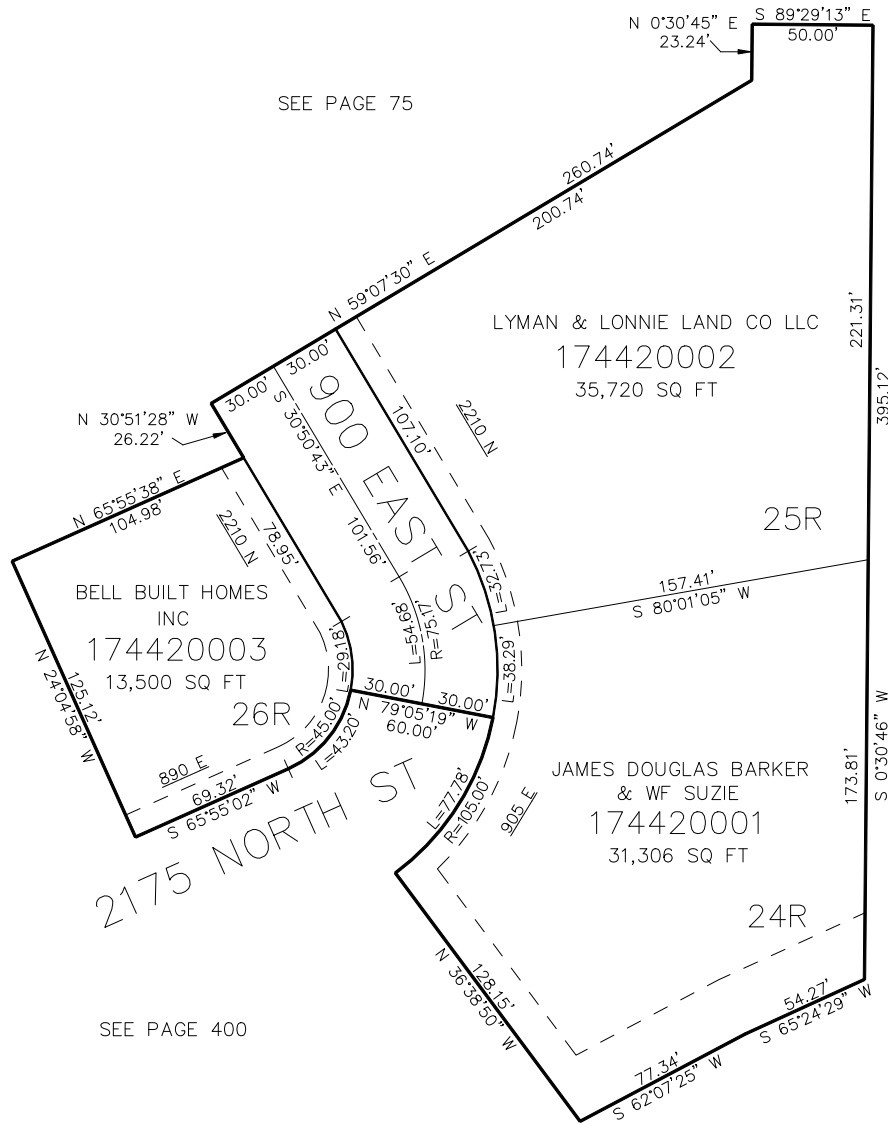 S 89°29'13" E
50.00'
N 0°30'45" E
23.24'
SEE PAGE 75
260.74'
200.74'
N 59°07'30" E
LYMAN & LONNIE LAND CO LLC
174420002
35,720 SQ FT
221.31'
395.12'
30.00'
30.00'
N 30°51'28" W
26.22'
S 30°50'43" E
900 EAST ST
107.10'
2210 N
N 65°55'38" E
104.98'
2210 N
78.95'
101.56'
25R
BELL BUILT HOMES
INC
174420003
13,500 SQ FT
26R
L=32.73'
157.41'
S 80°01'05" W
L=54.68'
R=75.17'
L=29.18'
L=38.29'
N 24°04'58" W
125.12'
30.00'
30.00'
N 79°05'19" W
60.00'
R=45.00'
L=43.20'
890 E
69.32'
S 65°55'02" W
2175 NORTH ST
L=77.78'
R=105.00'
905 E
JAMES DOUGLAS BARKER
& WF SUZIE
174420001
31,306 SQ FT
173.81'
S 0°30'46" W
24R
128.15'
N 36°38'50" W
SEE PAGE 400
54.27'
S 65°24'29" W
77.34'
S 62°07'25" W